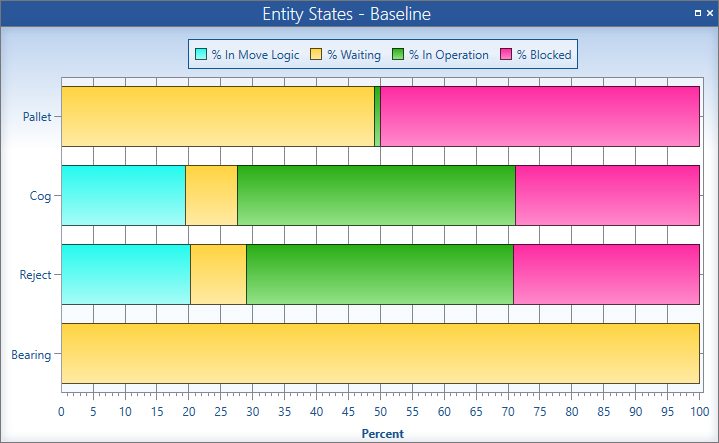 Entity States - Baseline
% In Move Logic % Waiting % In Operation % Blocked
Pallet
Cog
Reject
Bearing
0 5 10 15 20 25 30 35 40 45 50 55 60 65 70 75 80 85 90 95 100
Percent